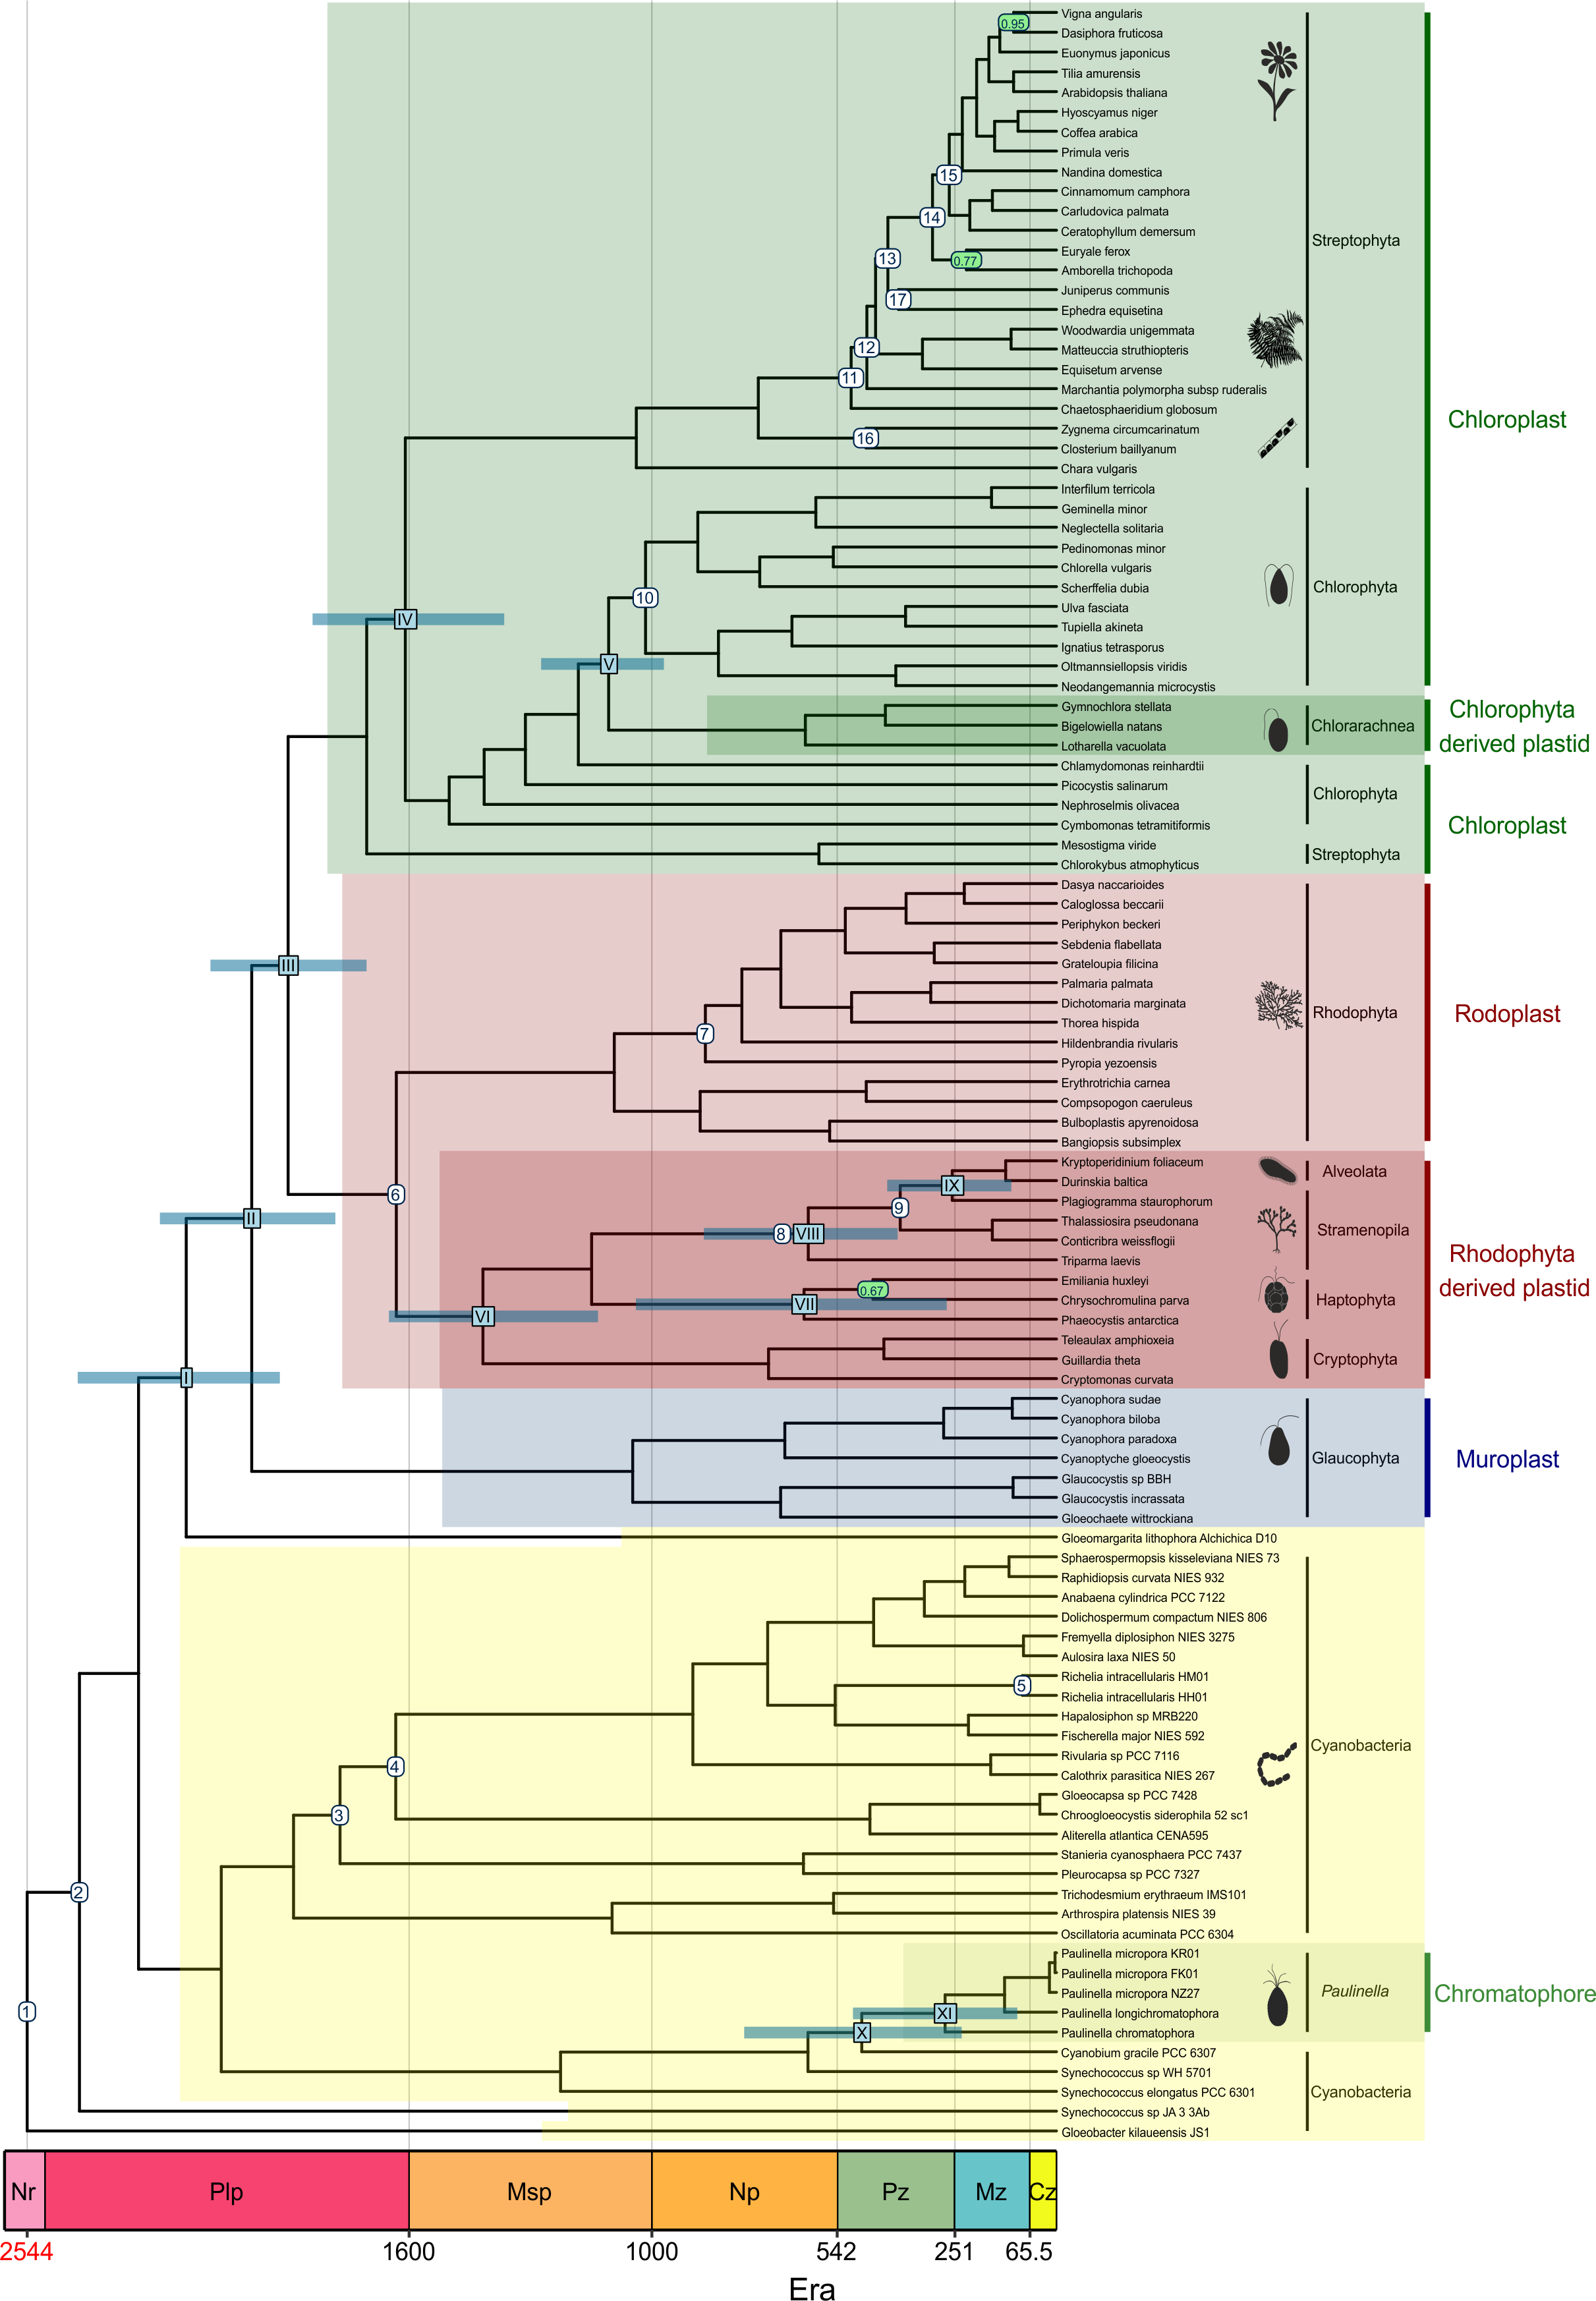 Vigna angularis
0.95
Dasiphora fruticosa
Euonymus japonicus
Tilia amurensis
Arabidopsis thaliana
Hyoscyamus niger
Coffea arabica
Primula veris
Nandina domestica
15
Cinnamomum camphora
Carludovica palmata
14
Ceratophyllum demersum
Streptophyta
Euryale ferox
13
0.77
Amborella trichopoda
Juniperus communis
17
Ephedra equisetina
Woodwardia unigemmata
12
Matteuccia struthiopteris
Equisetum arvense
11
Marchantia polymorpha subsp ruderalis
Chaetosphaeridium globosum
Chloroplast
Zygnema circumcarinatum
16
Closterium baillyanum
Chara vulgaris
Interfilum terricola
Geminella minor
Neglectella solitaria
Pedinomonas minor
Chlorella vulgaris
Scherffelia dubia
Chlorophyta
10
Ulva fasciata
IV
Tupiella akineta
Ignatius tetrasporus
V
Oltmannsiellopsis viridis
Neodangemannia microcystis
Gymnochlora stellata
Chlorophyta
derived plastid
Bigelowiella natans
Chlorarachnea
Lotharella vacuolata
Chlamydomonas reinhardtii
Picocystis salinarum
Chlorophyta
Nephroselmis olivacea
Cymbomonas tetramitiformis
Chloroplast
Mesostigma viride
Streptophyta
Chlorokybus atmophyticus
Dasya naccarioides
Caloglossa beccarii
Periphykon beckeri
Sebdenia flabellata
Grateloupia filicina
III
Palmaria palmata
Dichotomaria marginata
Rhodophyta
Rodoplast
Thorea hispida
7
Hildenbrandia rivularis
Pyropia yezoensis
Erythrotrichia carnea
Compsopogon caeruleus
Bulboplastis apyrenoidosa
Bangiopsis subsimplex
Kryptoperidinium foliaceum
Alveolata
Durinskia baltica
IX
6
Plagiogramma staurophorum
9
Thalassiosira pseudonana
II
Stramenopila
8
VIII
Conticribra weissflogii
Rhodophyta
derived plastid
Triparma laevis
Emiliania huxleyi
0.67
Chrysochromulina parva
VII
Haptophyta
VI
Phaeocystis antarctica
Teleaulax amphioxeia
Guillardia theta
Cryptophyta
I
Cryptomonas curvata
Cyanophora sudae
Cyanophora biloba
Cyanophora paradoxa
Cyanoptyche gloeocystis
Glaucophyta
Muroplast
Glaucocystis sp BBH
Glaucocystis incrassata
Gloeochaete wittrockiana
Gloeomargarita lithophora Alchichica D10
Sphaerospermopsis kisseleviana NIES 73
Raphidiopsis curvata NIES 932
Anabaena cylindrica PCC 7122
Dolichospermum compactum NIES 806
Fremyella diplosiphon NIES 3275
Aulosira laxa NIES 50
Richelia intracellularis HM01
5
Richelia intracellularis HH01
Hapalosiphon sp MRB220
Fischerella major NIES 592
Cyanobacteria
Rivularia sp PCC 7116
4
Calothrix parasitica NIES 267
Gloeocapsa sp PCC 7428
3
Chroogloeocystis siderophila 52 sc1
Aliterella atlantica CENA595
Stanieria cyanosphaera PCC 7437
Pleurocapsa sp PCC 7327
2
Trichodesmium erythraeum IMS101
Arthrospira platensis NIES 39
Oscillatoria acuminata PCC 6304
Paulinella micropora KR01
Paulinella micropora FK01
Paulinella micropora NZ27
Paulinella
Chromatophore
1
XI
Paulinella longichromatophora
X
Paulinella chromatophora
Cyanobium gracile PCC 6307
Synechococcus sp WH 5701
Synechococcus elongatus PCC 6301
Cyanobacteria
Synechococcus sp JA 3 3Ab
Gloeobacter kilaueensis JS1
Nr Plp Msp Np Pz Mz Cz
2544 1600 1000 542 251 65.5
Era